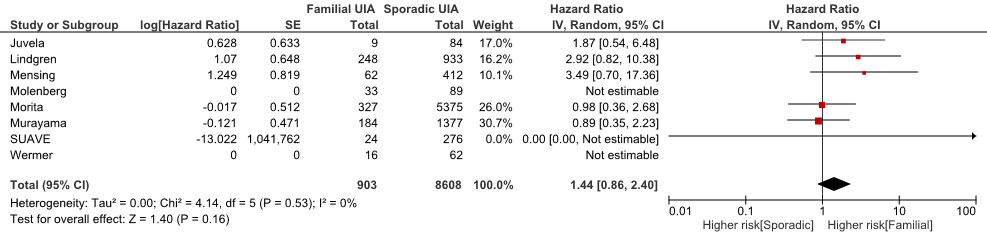 Familial UIA Sporadic UIA Hazard Ratio Hazard Ratio
Study or Subgroup log[Hazard Ratio] SE Total Total Weight IV, Random, 95% CI IV, Random, 95% CI
Juvela 0.628 0.633 9 84 17.0% 1.87 [0.54, 6.48]
Lindgren 1.07 0.648 248 933 16.2% 2.92 [0.82, 10.38]
Mensing 1.249 0.819 62 412 10.1% 3.49 [0.70, 17.36]
Molenberg 0 0 33 89 Not estimable
Morita -0.017 0.512 327 5375 26.0% 0.98 [0.36, 2.68]
Murayama -0.121 0.471 184 1377 30.7% 0.89 [0.35, 2.23]
SUAVE -13.022 1,041,762 24 276 0.0% 0.00 [0.00, Not estimable]
Wermer 0 0 16 62 Not estimable
Total (95% CI) 903 8608 100.0% 1.44 [0.86, 2.40]
Heterogeneity: Tau² = 0.00; Chi² = 4.14, df = 5 (P = 0.53); I² = 0%
Test for overall effect: Z = 1.40 (P = 0.16)
0.01 0.1 1 10 100
Higher risk[Sporadic] Higher risk[Familial]